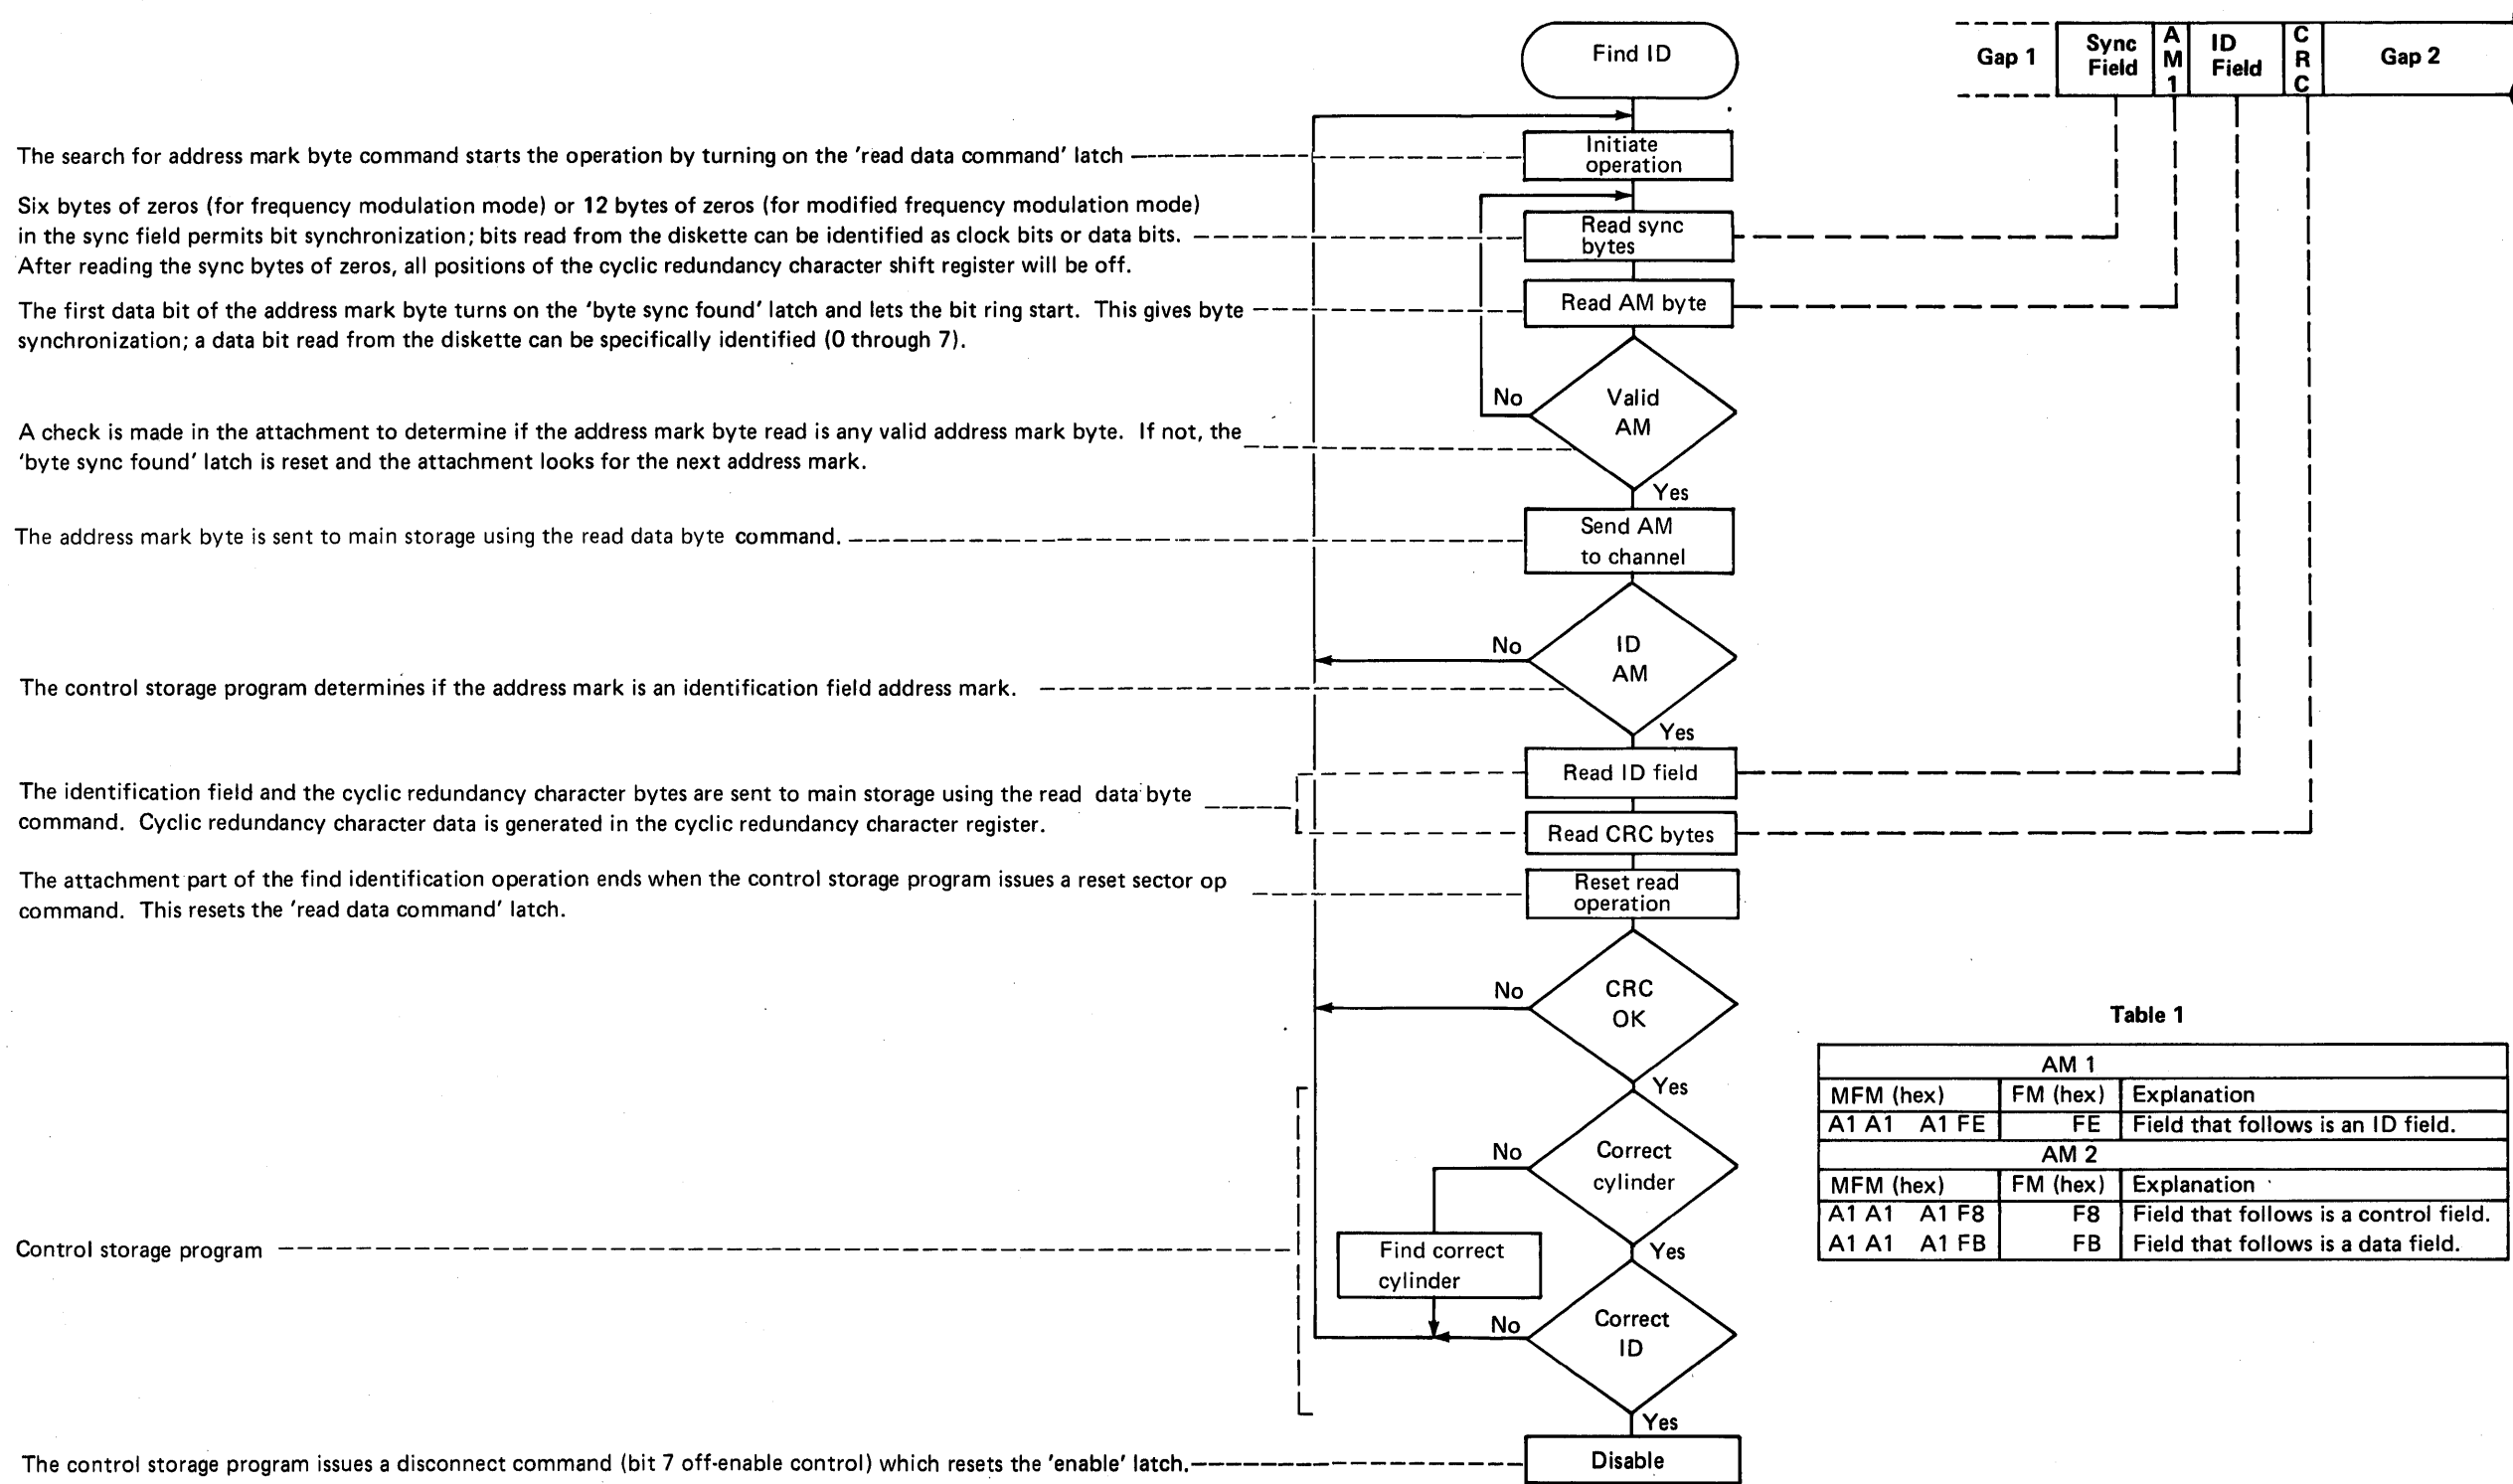 Find ID
Gap 1
Sync
Field
A
M
1
ID
Field
C
R
C
Gap 2
The search for address mark byte command starts the operation by turning on the 'read data command' latch
Initiate
operation
Six bytes of zeros (for frequency modulation mode) or 12 bytes of zeros (for modified frequency modulation mode)
in the sync field permits bit synchronization; bits read from the diskette can be identified as clock bits or data bits.
After reading the sync bytes of zeros, all positions of the cyclic redundancy character shift register will be off.
Read sync
bytes
The first data bit of the address mark byte turns on the 'byte sync found' latch and lets the bit ring start. This gives byte
synchronization; a data bit read from the diskette can be specifically identified (0 through 7).
Read AM byte
No
Valid
AM
A check is made in the attachment to determine if the address mark byte read is any valid address mark byte. If not, the
'byte sync found' latch is reset and the attachment looks for the next address mark.
Yes
The address mark byte is sent to main storage using the read data byte command.
Send AM
to channel
No
ID
AM
The control storage program determines if the address mark is an identification field address mark.
Yes
Read ID field
The identification field and the cyclic redundancy character bytes are sent to main storage using the read data byte
command. Cyclic redundancy character data is generated in the cyclic redundancy character register.
Read CRC bytes
The attachment part of the find identification operation ends when the control storage program issues a reset sector op
command. This resets the 'read data command' latch.
Reset read
operation
No
CRC
OK
Yes
No
Correct
cylinder
Yes
Control storage program
Find correct
cylinder
No
Correct
ID
Yes
The control storage program issues a disconnect command (bit 7 off-enable control) which resets the 'enable' latch.
Disable
Table 1
AM 1
MFM (hex) FM (hex) Explanation
A1 A1 A1 FE FE Field that follows is an ID field.
AM 2
MFM (hex) FM (hex) Explanation
A1 A1 A1 F8 F8 Field that follows is a control field.
A1 A1 A1 FB FB Field that follows is a data field.